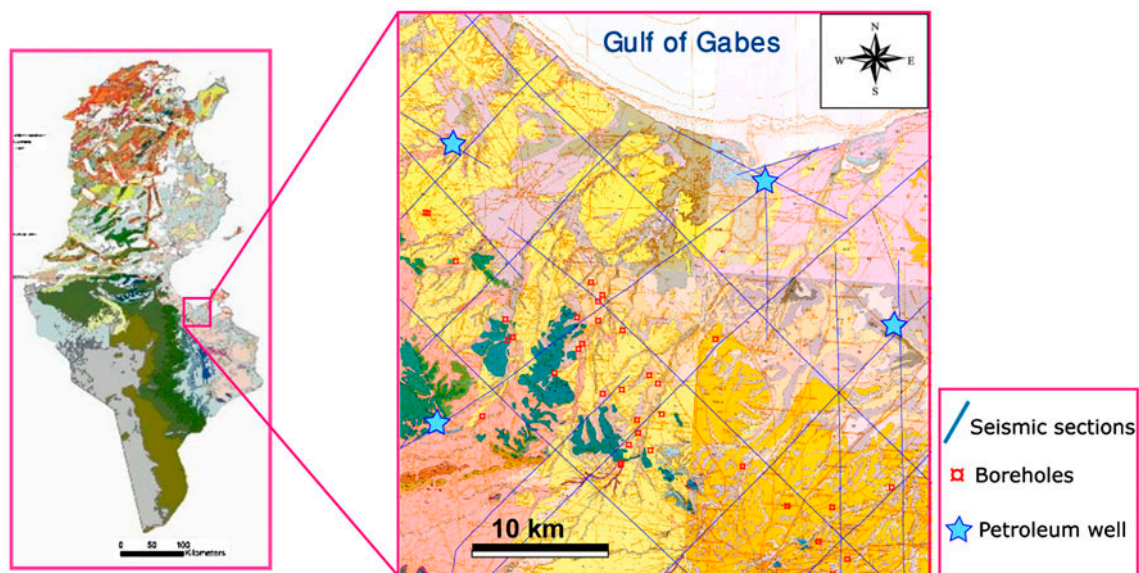 Gulf of Gabes
N
W E
S
10 km
0 50 100
Kilometers
Seismic sections
Boreholes
Petroleum well